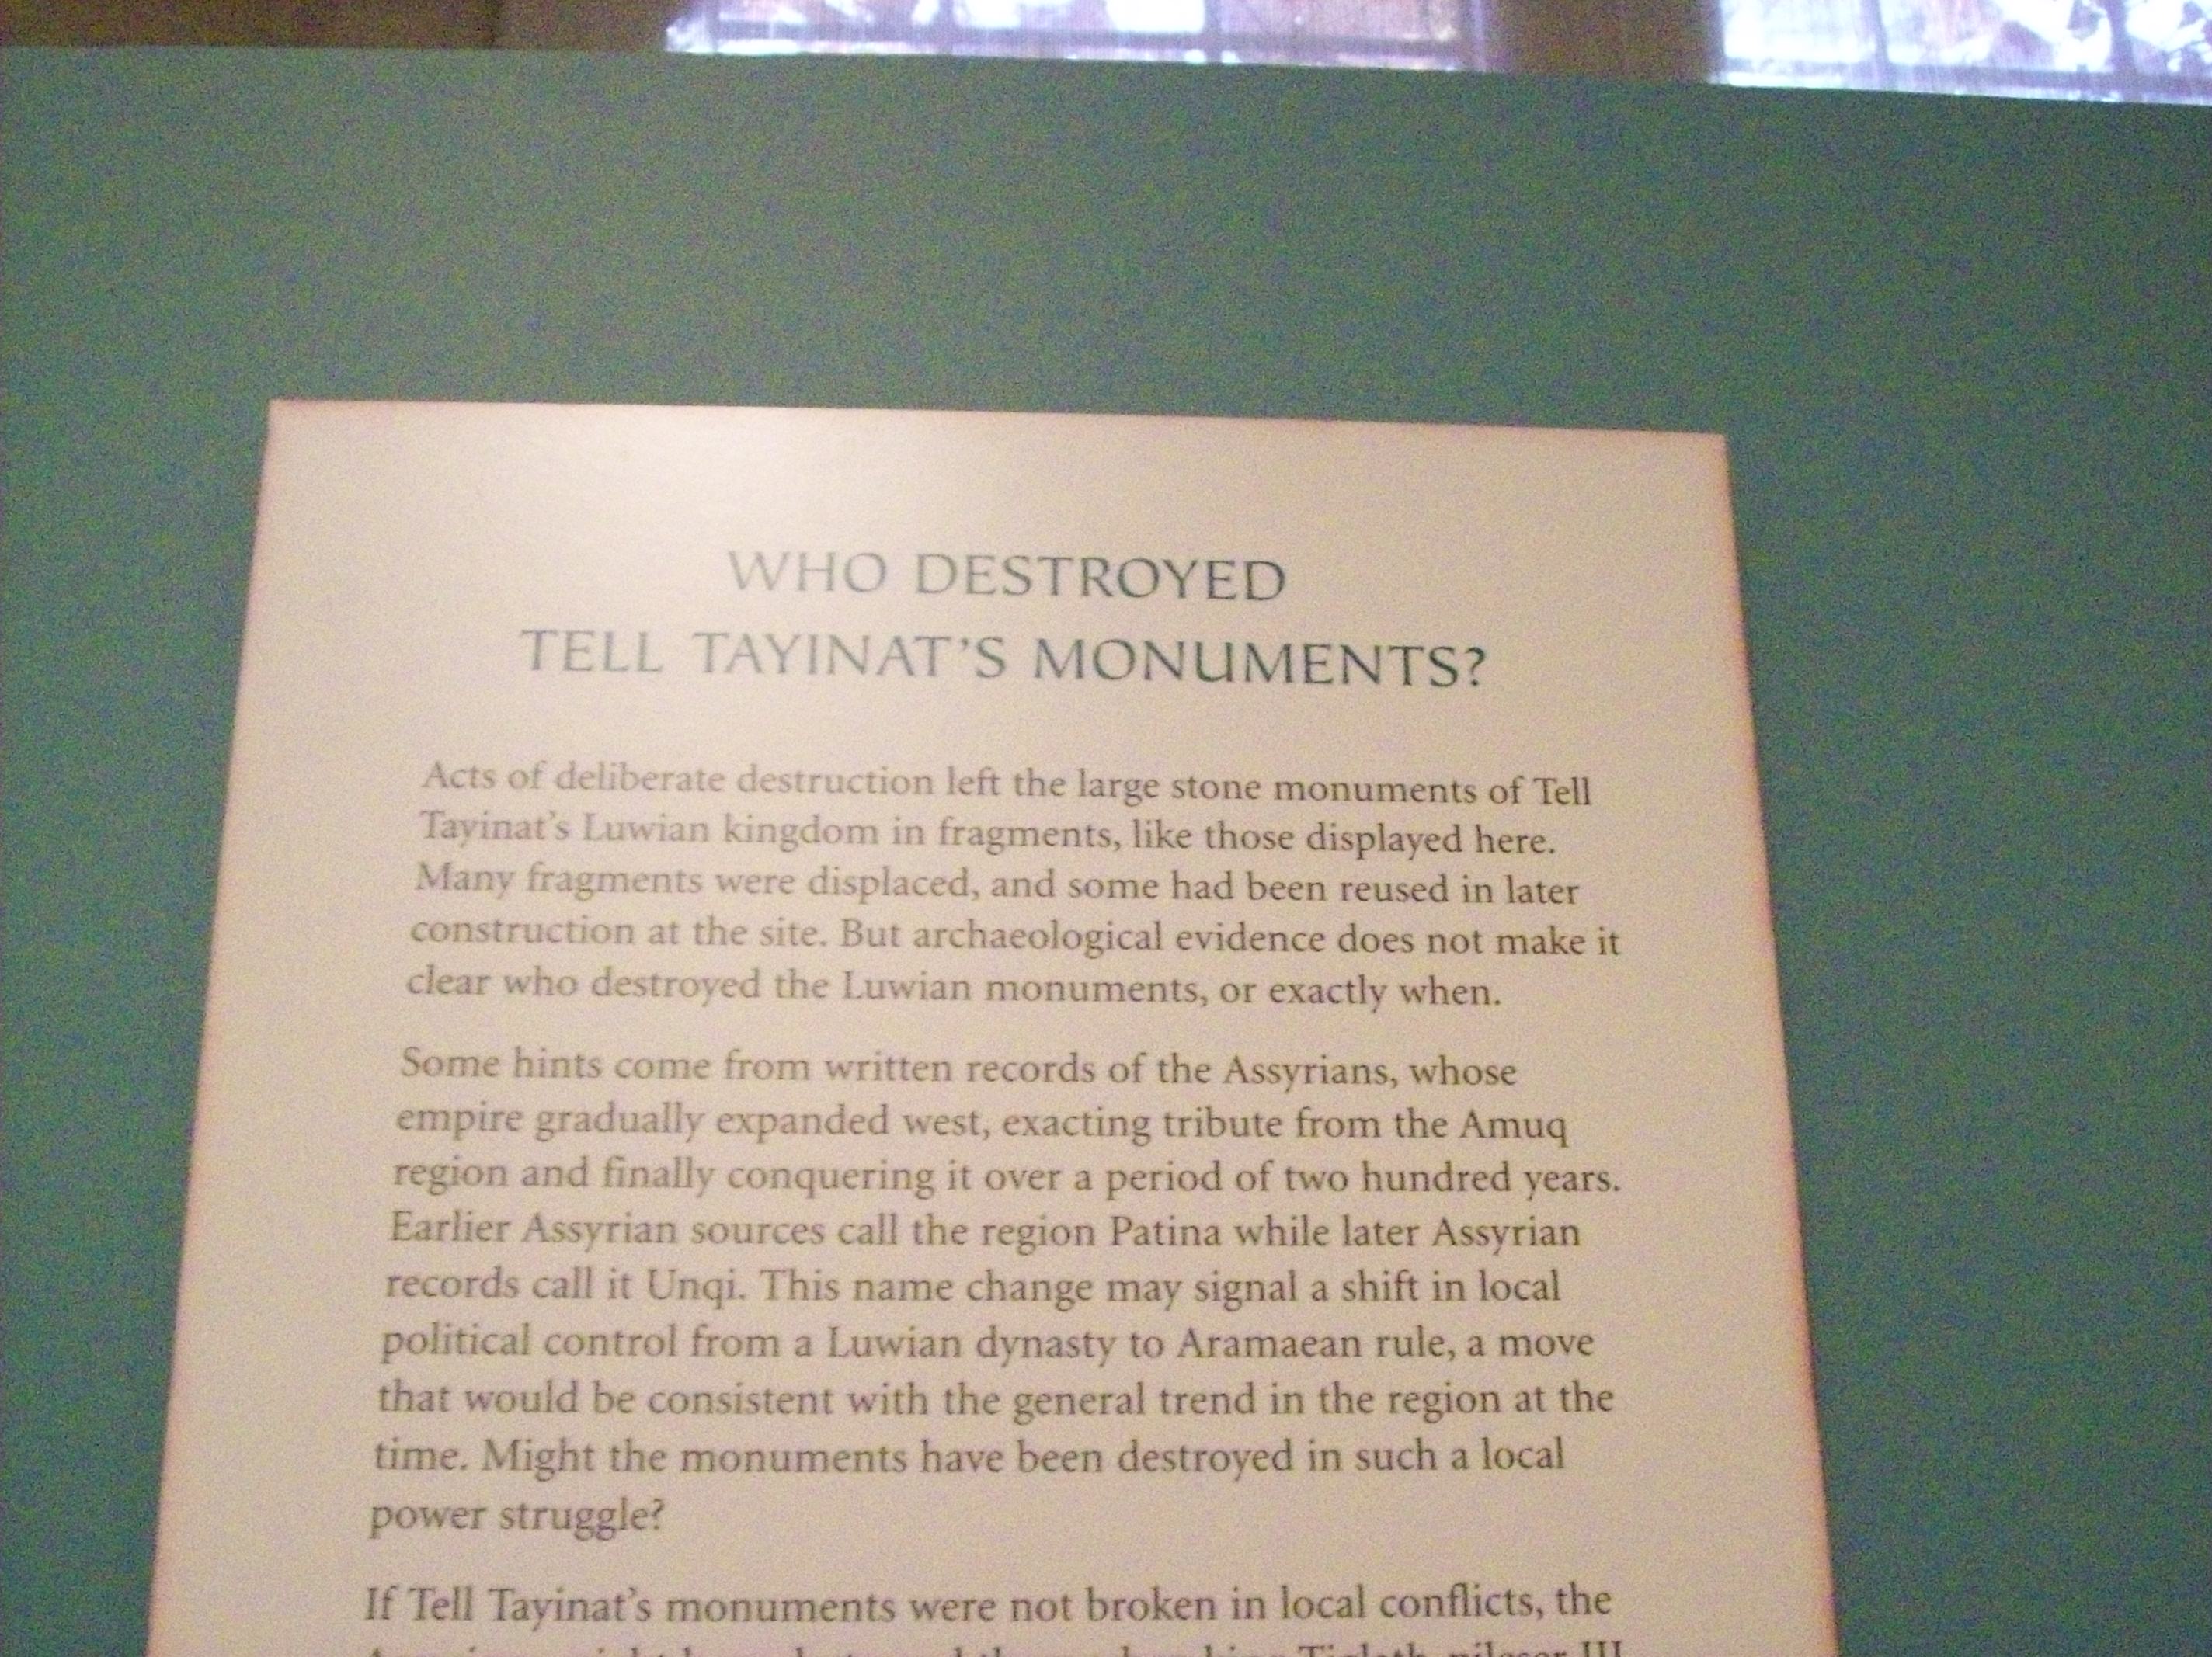 WHO DESTROYED
TELL TAYINAT'S MONUMENTS?
Acts of deliberate destruction left the large stone monuments of Tell
Tayinat's Luwian kingdom in fragments, like those displayed here.
Many fragments were displaced, and some had been reused in later
construction at the site. But archaeological evidence does not make it
clear who destroyed the Luwian monuments, or exactly when.
Some hints come from written records of the Assyrians, whose
empire gradually expanded west, exacting tribute from the Amuq
region and finally conquering it over a period of two hundred years.
Earlier Assyrian sources call the region Patina while later Assyrian
records call it Unqi. This name change may signal a shift in local
political control from a Luwian dynasty to Aramaean rule, a move
that would be consistent with the general trend in the region at the
time. Might the monuments have been destroyed in such a local
power struggle?
If Tell Tayinat's monuments were not broken in local conflicts, the
Tiglath-pileser III